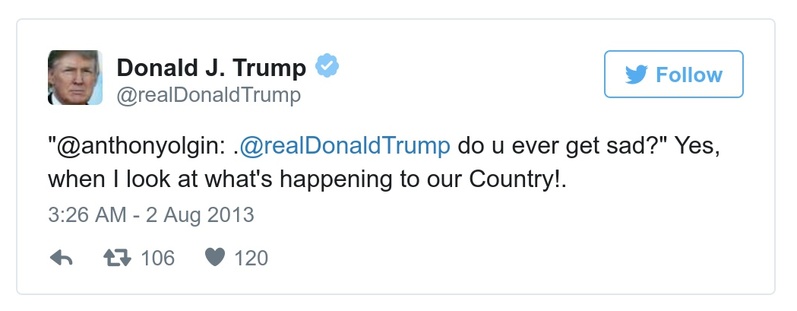 Donald J. Trump
@realDonaldTrump
Follow
"@anthonyolgin: .@realDonaldTrump do u ever get sad?" Yes,
when I look at what's happening to our Country!.
3:26 AM - 2 Aug 2013
106 120